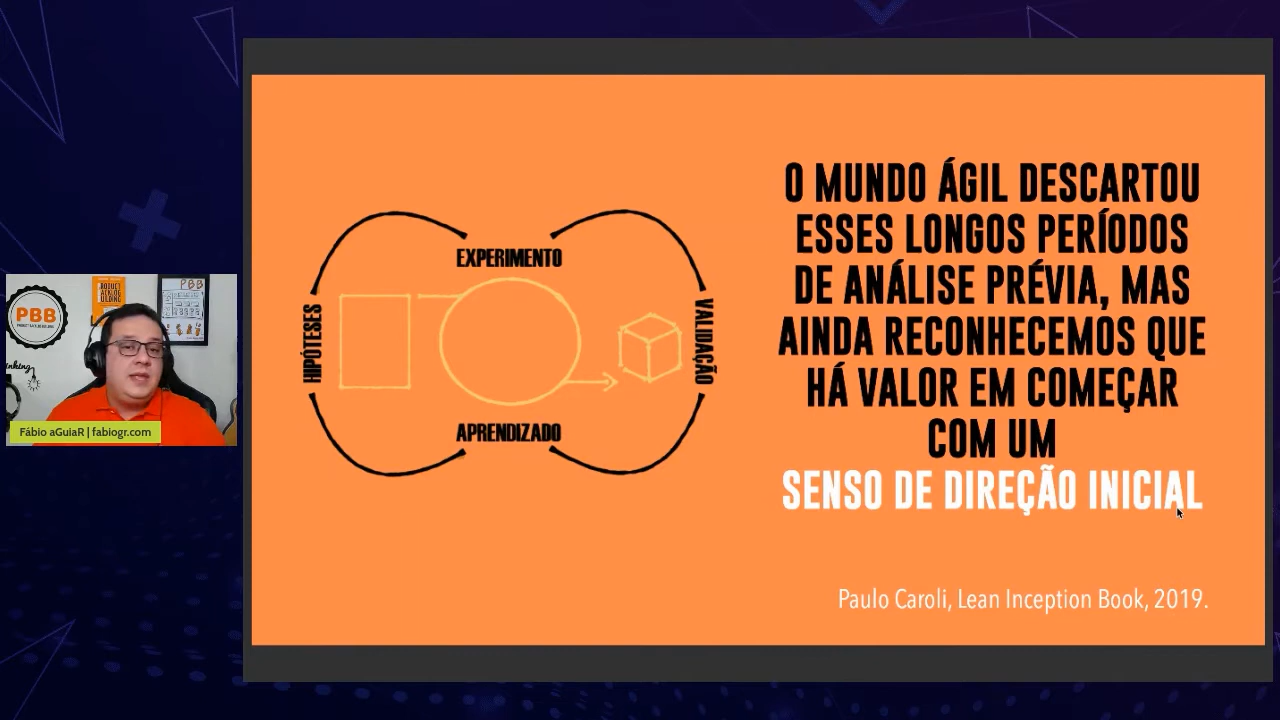 O MUNDO ÁGIL DESCARTOU
ESSES LONGOS PERÍODOS
DE ANÁLISE PRÉVIA, MAS
AINDA RECONHECEMOS QUE
HÁ VALOR EM COMEÇAR
COM UM
SENSO DE DIREÇÃO INICIAL
Paulo Caroli, Lean Inception Book, 2019.
EXPERIMENTO
HIPÓTESES
VALIDAÇÃO
APRENDIZADO
PBB
PBB
Fábio aGuiaR | fabiogr.com